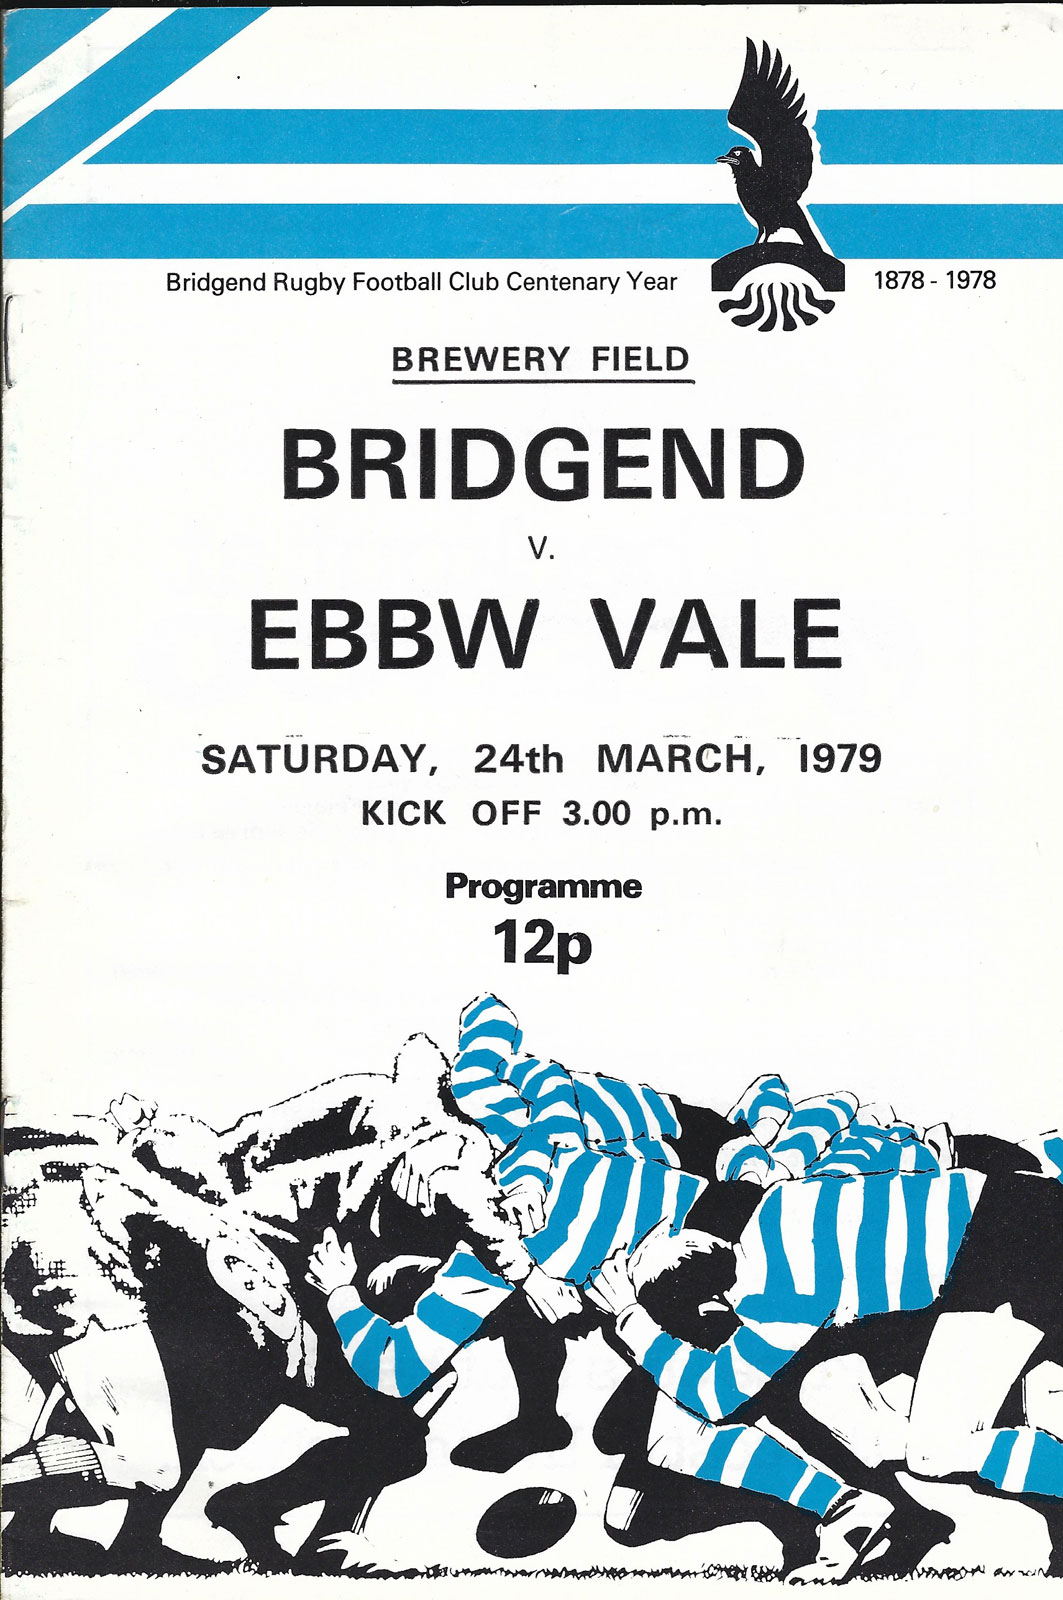 Bridgend Rugby Football Club Centenary Year 1878 - 1978
BREWERY FIELD
BRIDGEND
V.
EBBW VALE
SATURDAY, 24th MARCH, 1979
KICK OFF 3.00 p.m.
Programme
12p